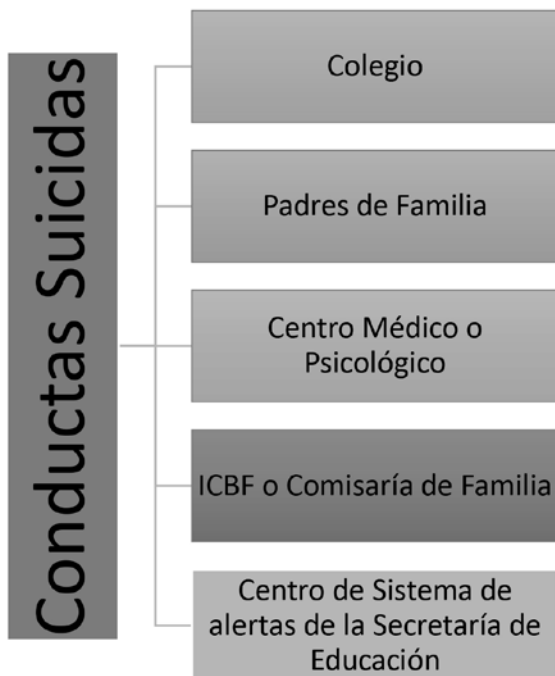 Conductas Suicidas
Colegio
Padres de Familia
Centro Médico o
Psicológico
ICBF o Comisaría de Familia
Centro de Sistema de
alertas de la Secretaría de
Educación